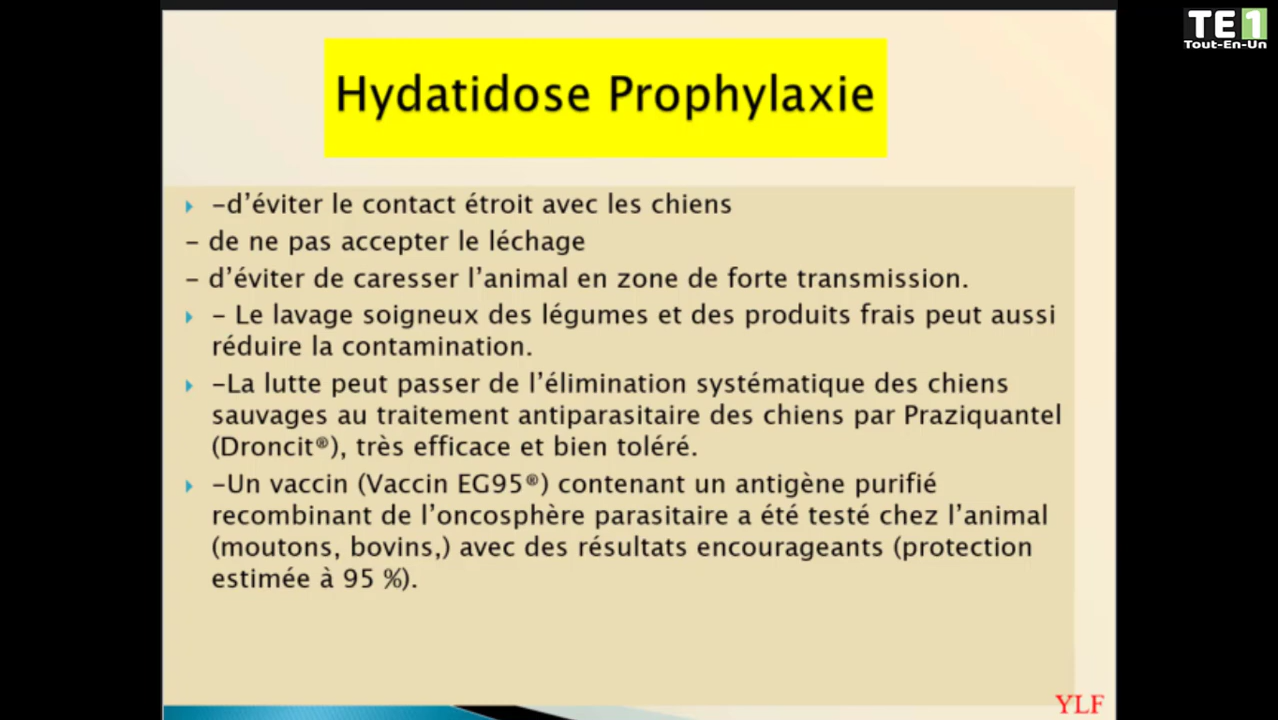 TE1
Tout-En-Un
Hydatidose Prophylaxie
-d’éviter le contact étroit avec les chiens
- de ne pas accepter le léchage
- d’éviter de caresser l’animal en zone de forte transmission.
- Le lavage soigneux des légumes et des produits frais peut aussi
réduire la contamination.
-La lutte peut passer de l’élimination systématique des chiens
sauvages au traitement antiparasitaire des chiens par Praziquantel
(Droncit®), très efficace et bien toléré.
-Un vaccin (Vaccin EG95®) contenant un antigène purifié
recombinant de l’oncosphère parasitaire a été testé chez l’animal
(moutons, bovins,) avec des résultats encourageants (protection
estimée à 95 %).
YLF